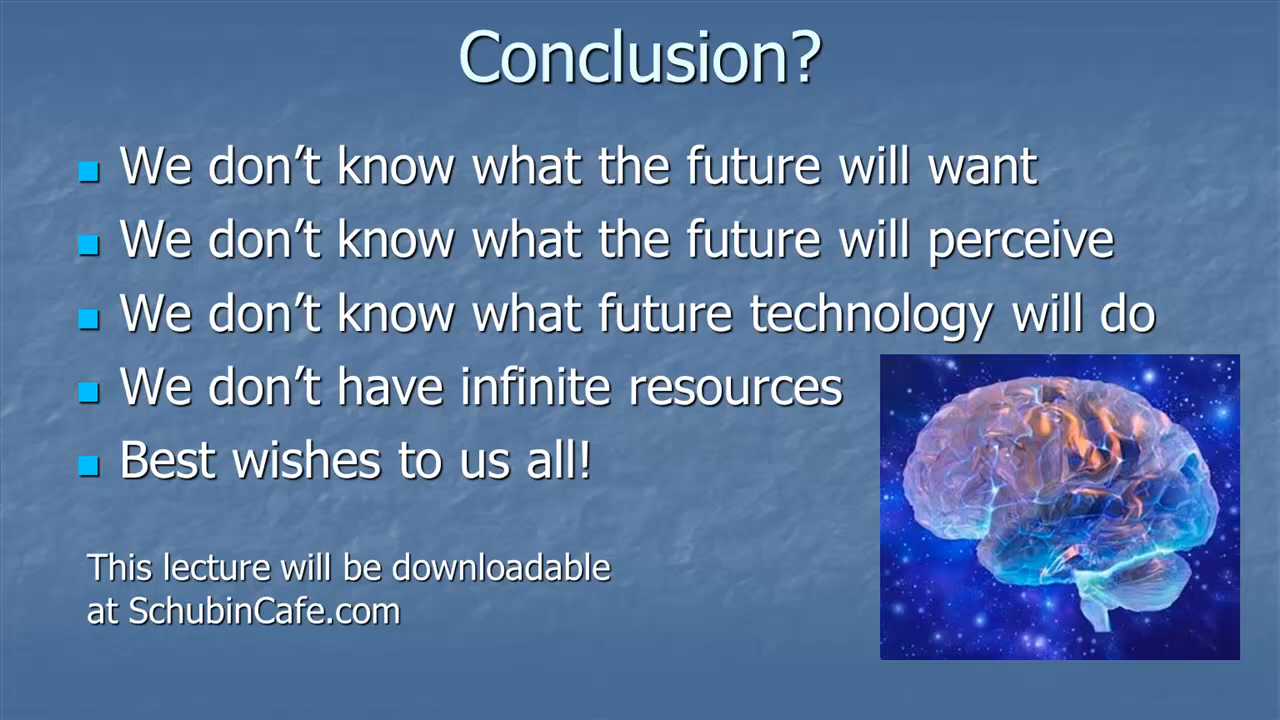 Conclusion?
We don’t know what the future will want
We don’t know what the future will perceive
We don’t know what future technology will do
We don’t have infinite resources
Best wishes to us all!
This lecture will be downloadable
at SchubinCafe.com